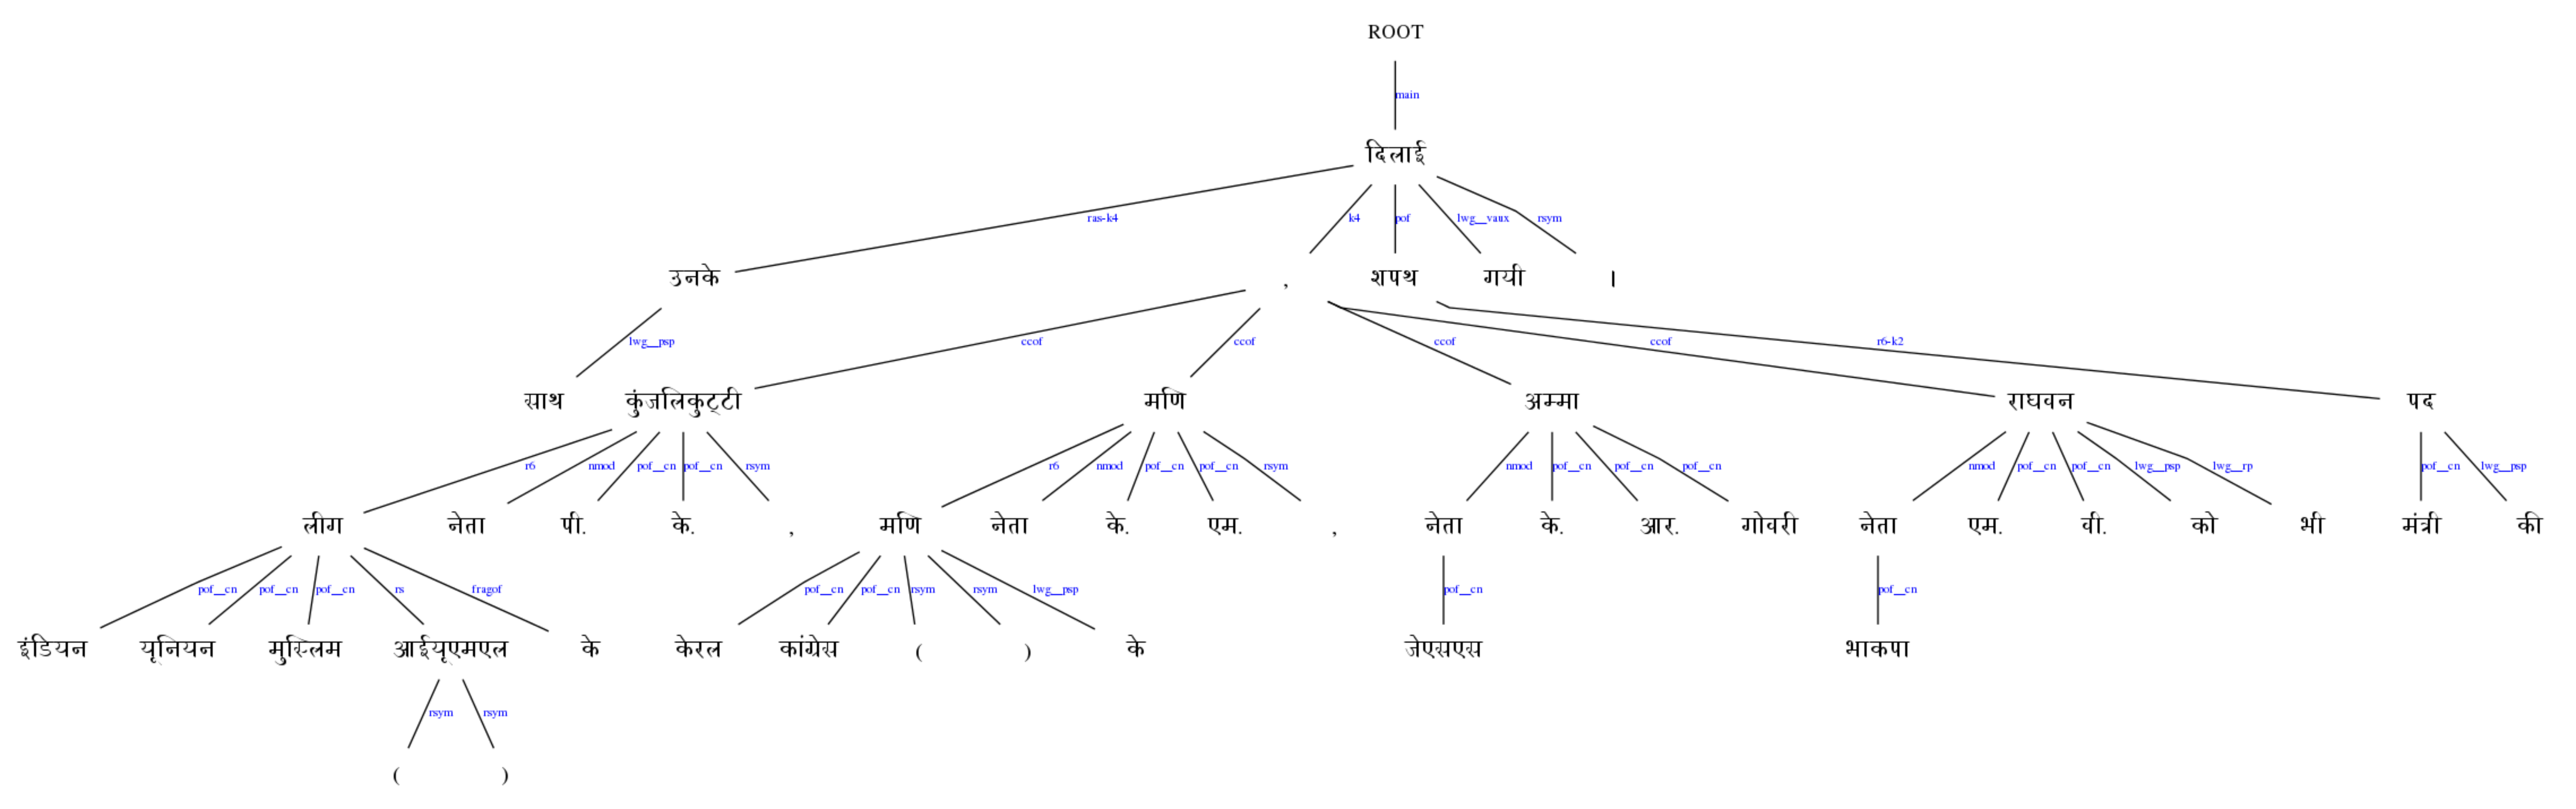 ROOT
main
दिलाई
ras-k4 k4 pof lwg__vaux rsym
उनके , शपथ गयी ।
lwg__psp ccof ccof ccof ccof r6-k2
साथ कुंजलिकुट्टी मणि अम्मा राघवन पद
r6 nmod pof__cn pof__cn rsym r6 nmod pof__cn pof__cn rsym nmod pof__cn pof__cn pof__cn nmod pof__cn pof__cn lwg__psp lwg__rp pof__cn lwg__psp
लीग नेता पी. के. , मणि नेता के. एम. , नेता के. आर. गोवरी नेता एम. वी. को भी मंत्री की
pof__cn pof__cn pof__cn rs fragof pof__cn pof__cn rsym rsym lwg__psp pof__cn pof__cn
इंडियन यूनियन मुस्लिम आईयूएमएल के केरल कांग्रेस ( ) के जेएसएस भाकपा
rsym rsym
( )